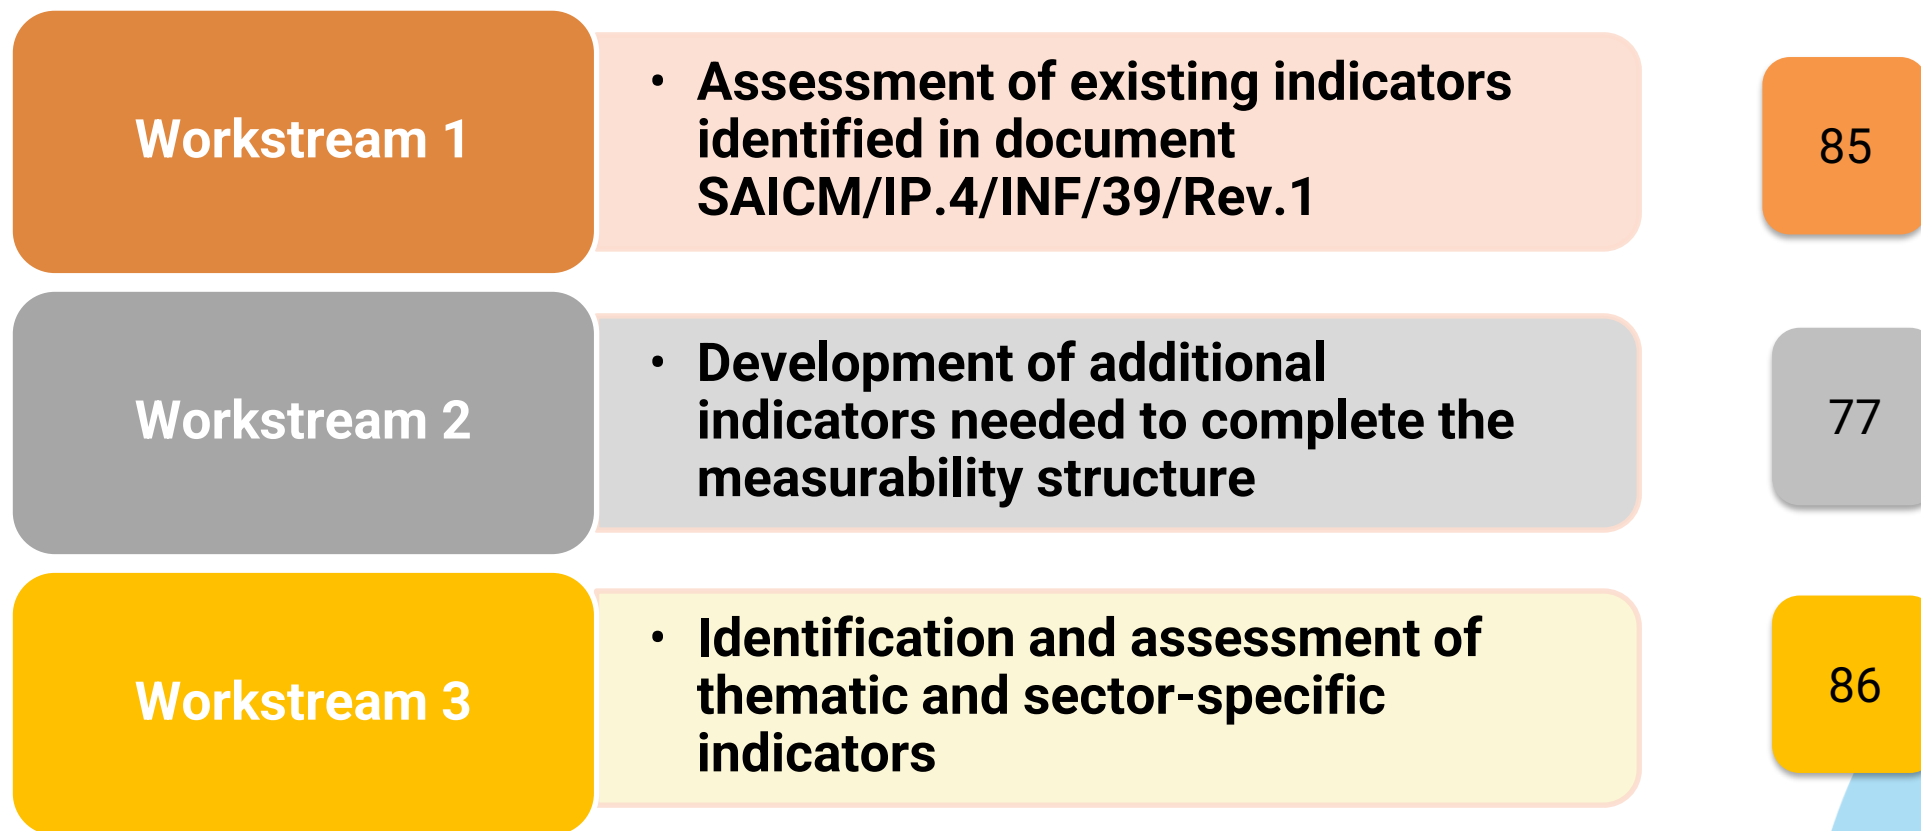 Workstream 1
• Assessment of existing indicators
identified in document
SAICM/IP.4/INF/39/Rev.1
85
Workstream 2
• Development of additional
indicators needed to complete the
measurability structure
77
Workstream 3
• Identification and assessment of
thematic and sector-specific
indicators
86